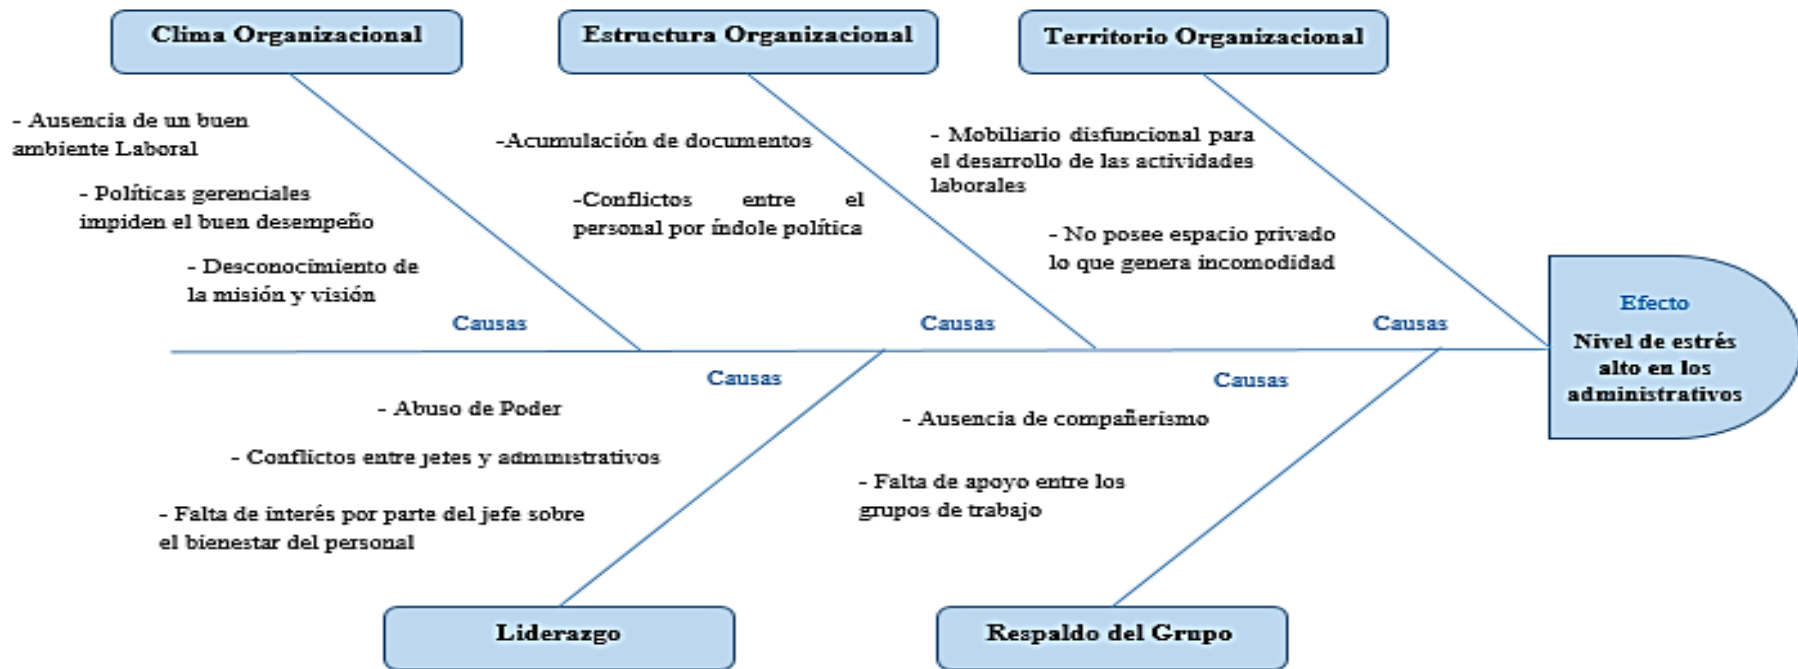 Clima Organizacional
Estructura Organizacional
Territorio Organizacional
- Ausencia de un buen
ambiente Laboral
- Políticas gerenciales
impiden el buen desempeño
- Desconocimiento de
la misión y visión
Causas
-Acumulación de documentos
-Conflictos entre el
personal por índole política
Causas
- Mobiliario disfuncional para
el desarrollo de las actividades
laborales
- No posee espacio privado
lo que genera incomodidad
Causas
Efecto
Nivel de estrés
alto en los
administrativos
Causas
- Abuso de Poder
- Conflictos entre jefes y administrativos
- Falta de interés por parte del jefe sobre
el bienestar del personal
Causas
- Ausencia de compañerismo
- Falta de apoyo entre los
grupos de trabajo
Liderazgo
Respaldo del Grupo